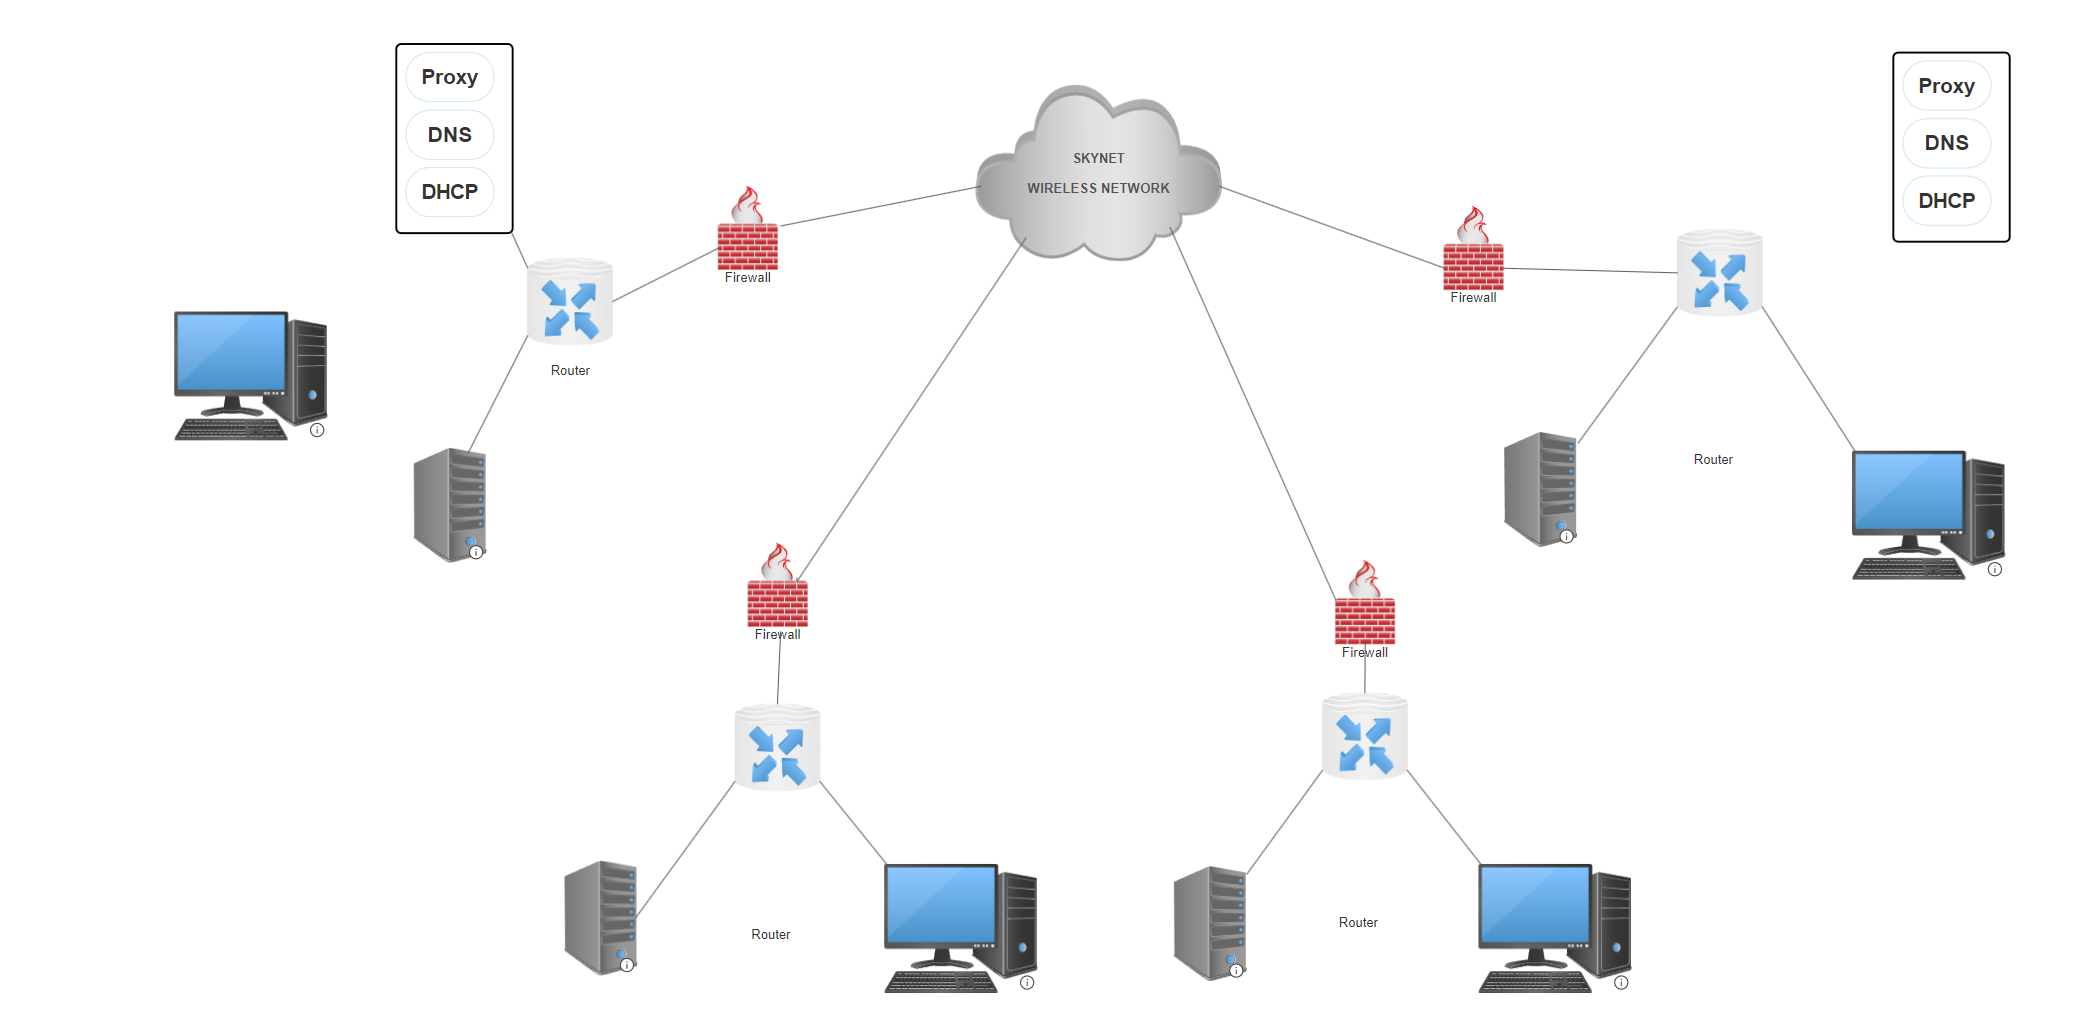 Proxy
DNS
DHCP
Proxy
DNS
DHCP
SKYNET
WIRELESS NETWORK
Firewall
Firewall
Router
Router
Firewall
Firewall
Router
Router